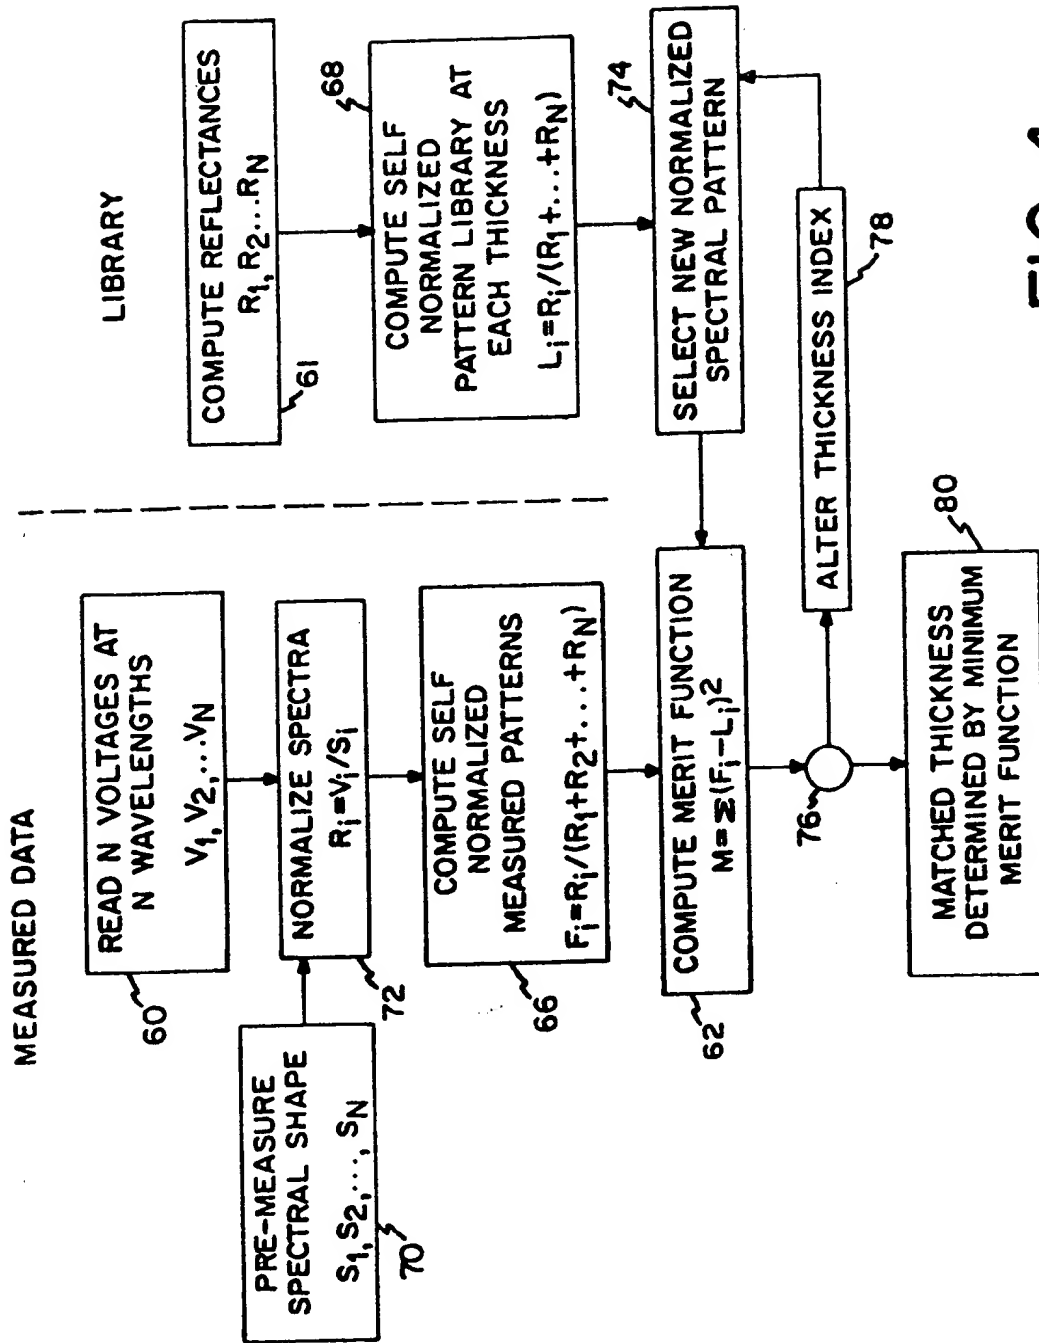 MEASURED DATA
READ N VOLTAGES AT
N WAVELENGTHS
V1, V2,...VN
60
PRE-MEASURE
SPECTRAL SHAPE
S1, S2,..., SN
70
NORMALIZE SPECTRA
Ri=Vi/Si
72
COMPUTE SELF
NORMALIZED
MEASURED PATTERNS
Fi=Ri/(R1+R2+...+RN)
66
COMPUTE MERIT FUNCTION
M=Σ(Fi-Li)2
62
76
MATCHED THICKNESS
DETERMINED BY MINIMUM
MERIT FUNCTION
80
LIBRARY
COMPUTE REFLECTANCES
R1, R2...RN
61
COMPUTE SELF
NORMALIZED
PATTERN LIBRARY AT
EACH THICKNESS
Li=Ri/(R1+...+RN)
68
SELECT NEW NORMALIZED
SPECTRAL PATTERN
74
ALTER THICKNESS INDEX
78